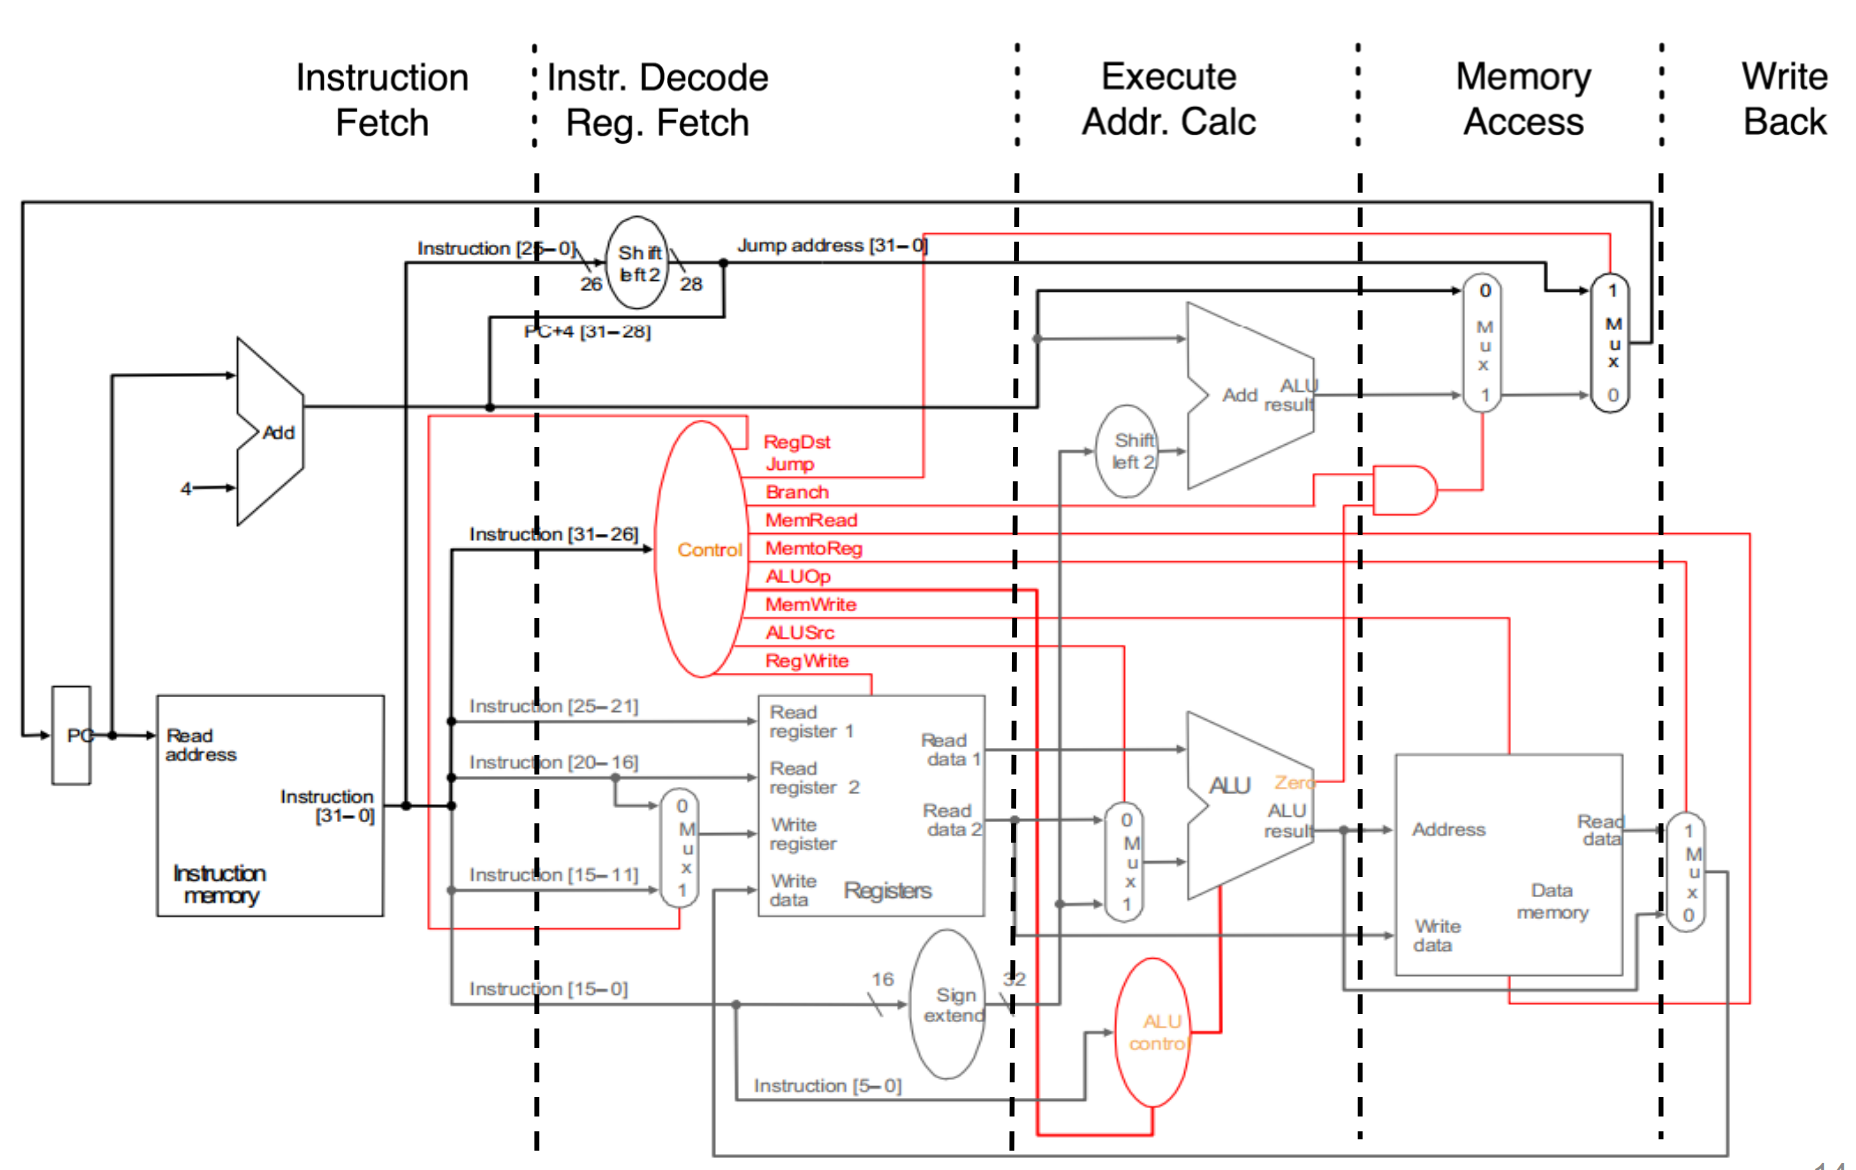 Instruction
Fetch
Instr. Decode
Reg. Fetch
Execute
Addr. Calc
Memory
Access
Write
Back
Instruction [25–0]
26
Shift
left 2
28
Jump address [31–0]
PC+4 [31–28]
Add
4
Add
ALU
result
Shift
left 2
0
M
u
x
1
1
M
u
x
0
RegDst
Jump
Branch
MemRead
MemtoReg
ALUOp
MemWrite
ALUSrc
RegWrite
Control
Instruction [31–26]
PC
Read
address
Instruction
[31–0]
Instruction
memory
Instruction [25–21]
Instruction [20–16]
Instruction [15–11]
Instruction [15–0]
Instruction [5–0]
0
M
u
x
1
Read
register 1
Read
register 2
Write
register
Write
data
Read
data 1
Read
data 2
Registers
16
Sign
extend
32
0
M
u
x
1
ALU
Zero
ALU
result
ALU
control
Address
Write
data
Read
data
Data
memory
1
M
u
x
0